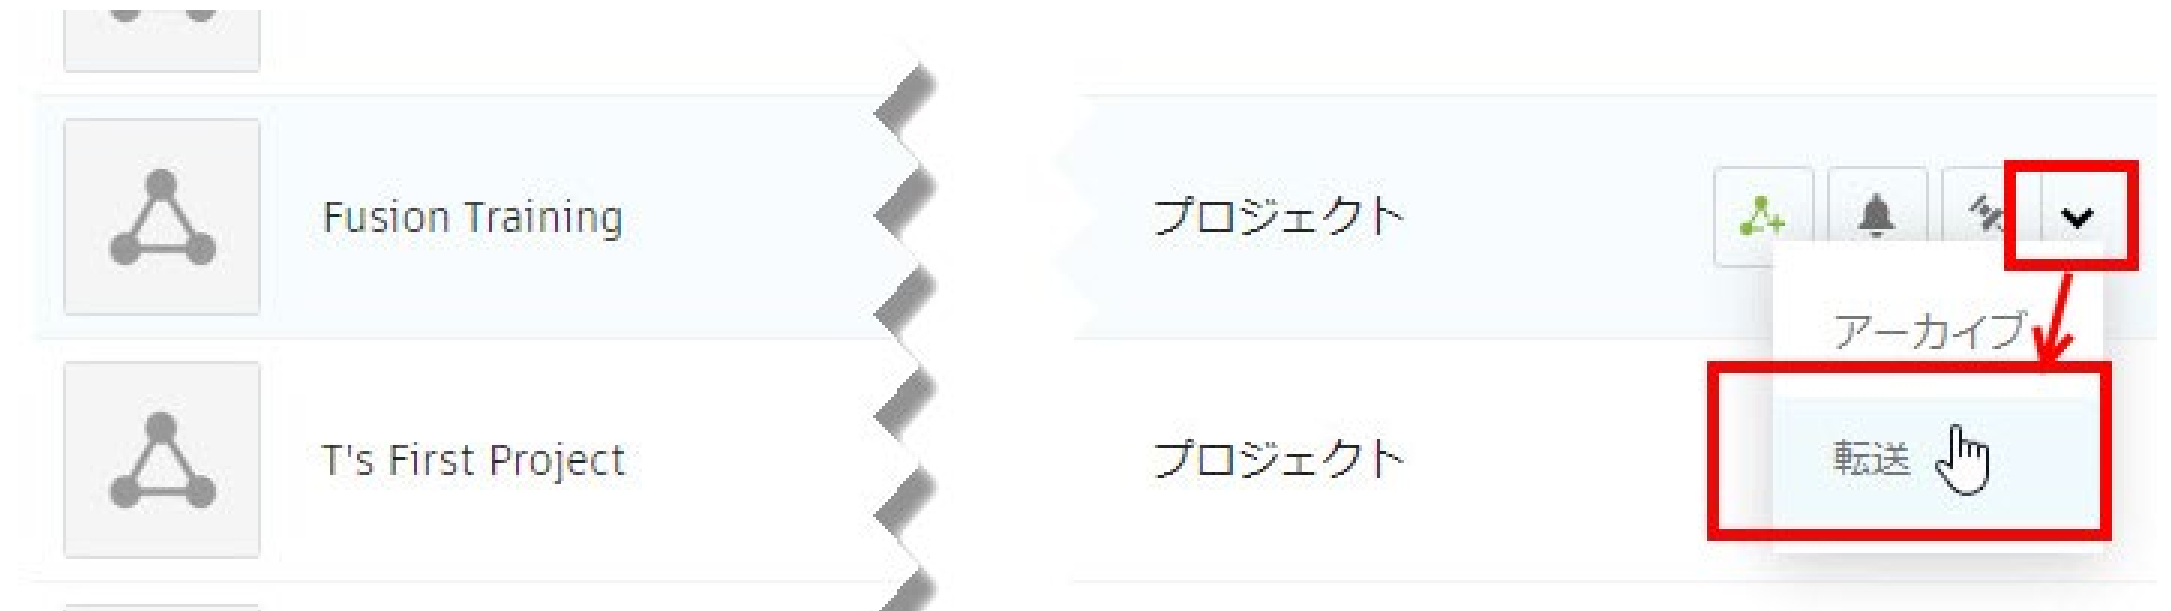 Fusion Training
プロジェクト
アーカイブ
T's First Project
プロジェクト
転送